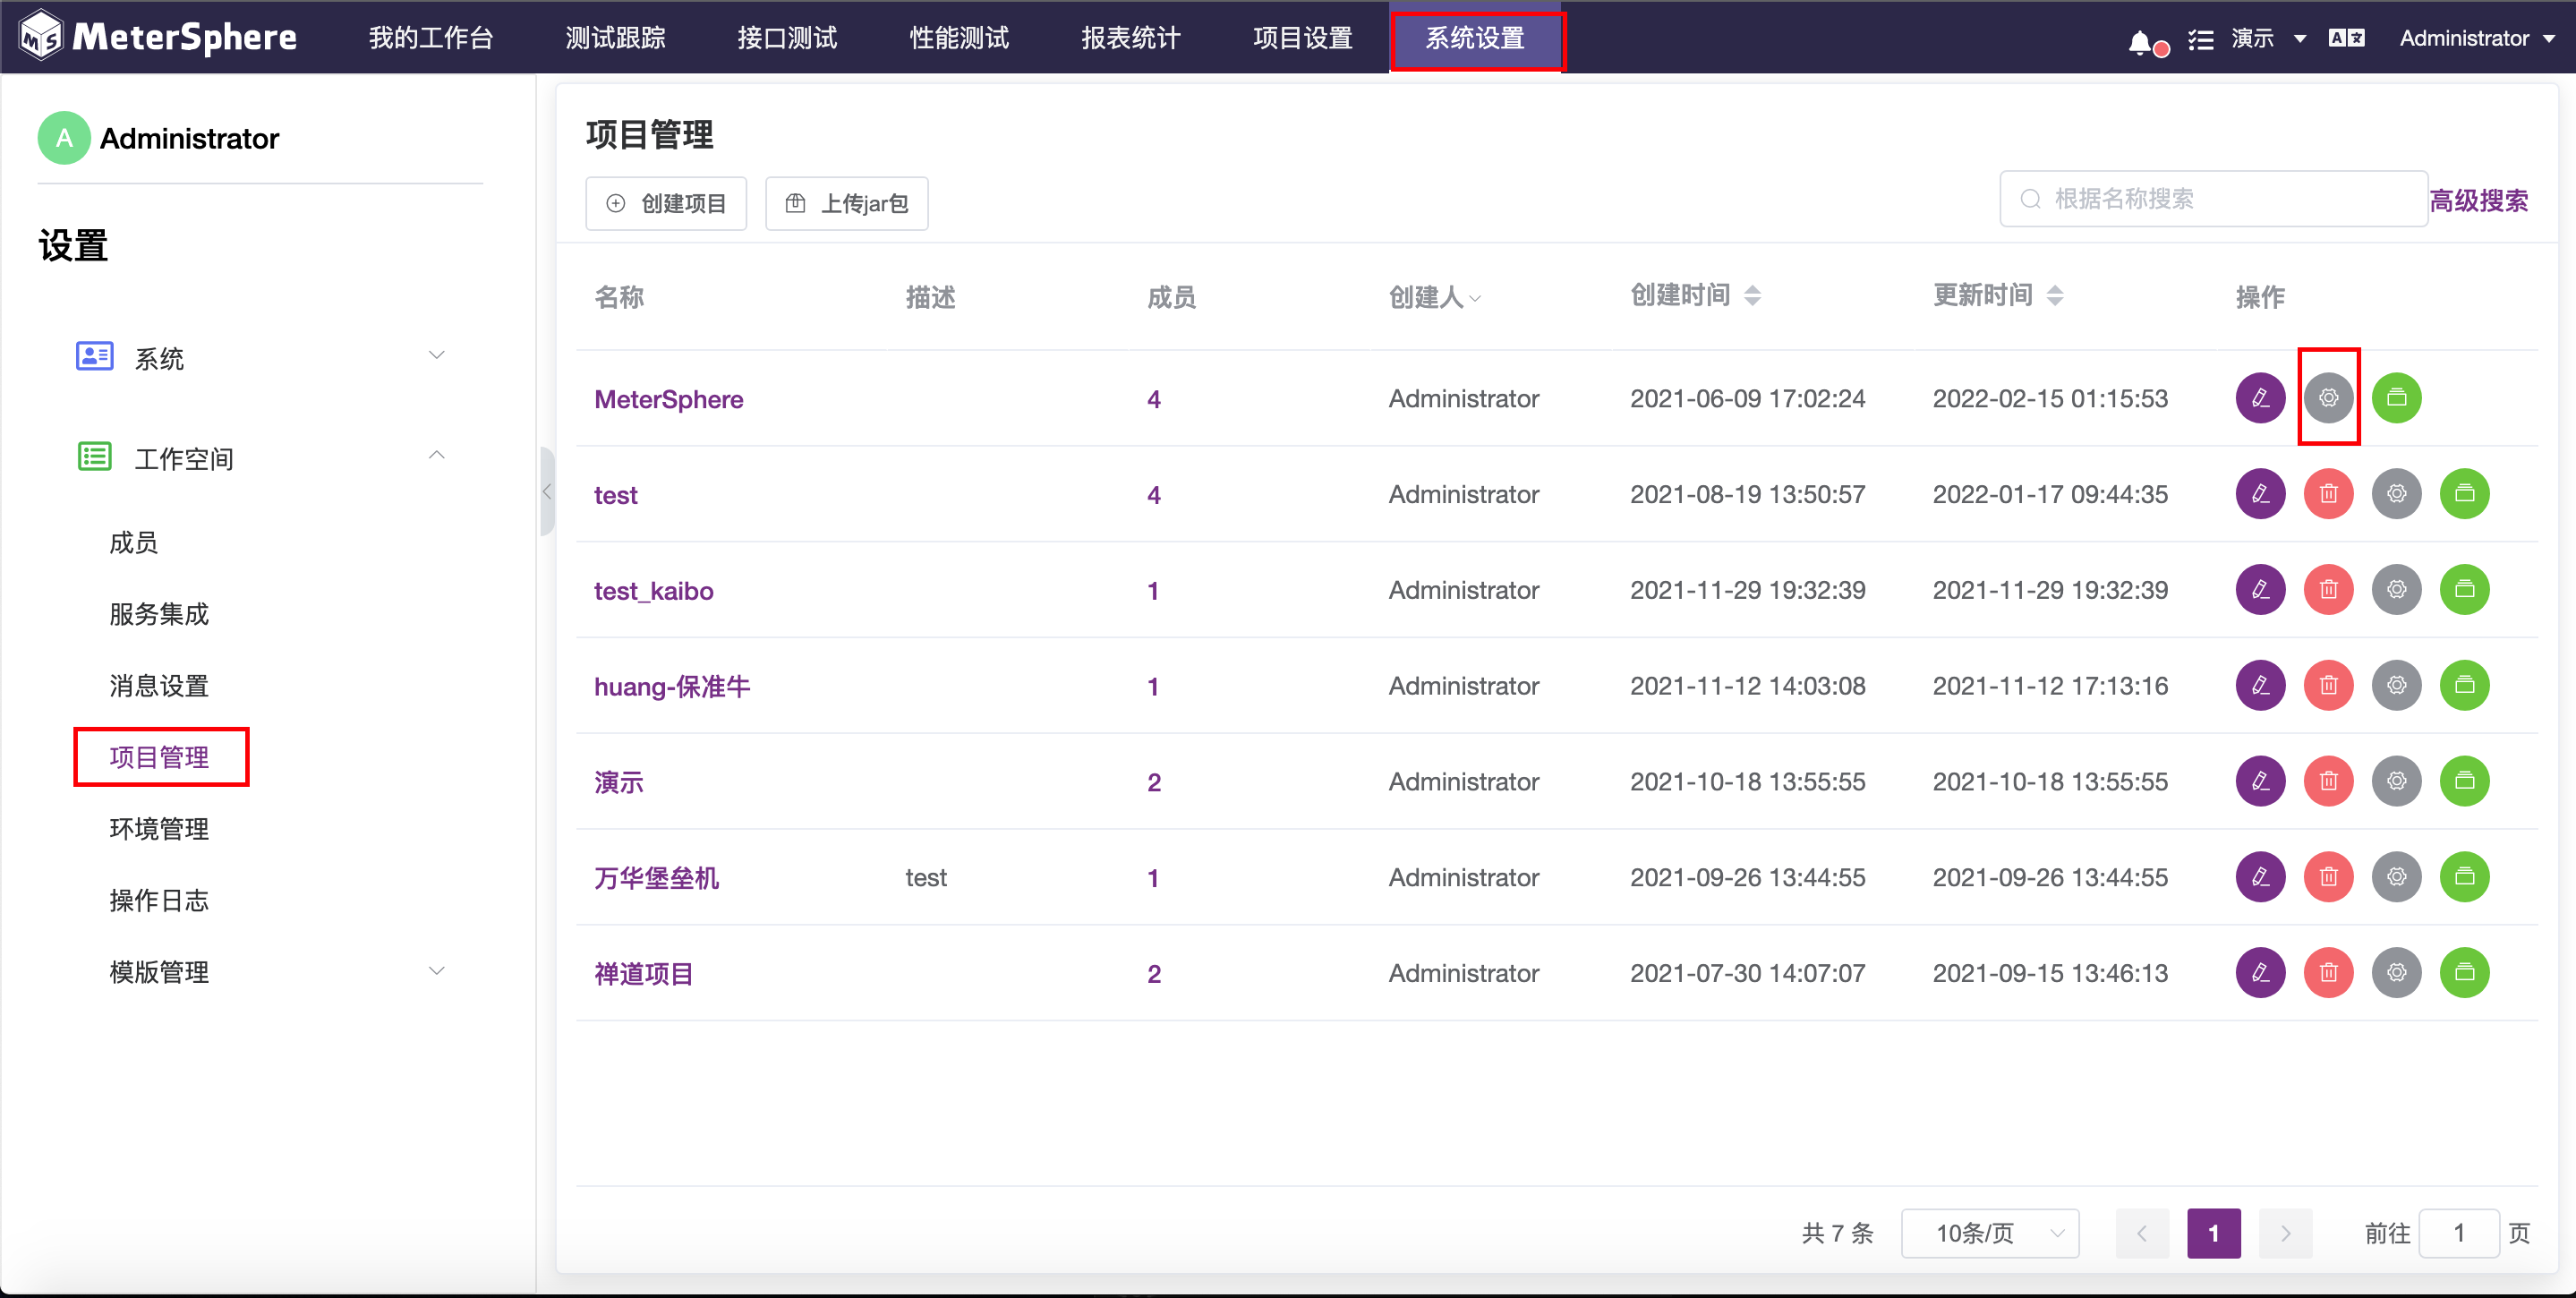 MeterSphere 我的工作台 测试跟踪 接口测试 性能测试 报表统计 项目设置 系统设置 演示 Administrator
A Administrator
设置
系统
工作空间
成员
服务集成
消息设置
项目管理
环境管理
操作日志
模版管理
项目管理
创建项目 上传jar包 根据名称搜索 高级搜索
名称 描述 成员 创建人 创建时间 更新时间 操作
MeterSphere 4 Administrator 2021-06-09 17:02:24 2022-02-15 01:15:53
test 4 Administrator 2021-08-19 13:50:57 2022-01-17 09:44:35
test_kaibo 1 Administrator 2021-11-29 19:32:39 2021-11-29 19:32:39
huang-保准牛 1 Administrator 2021-11-12 14:03:08 2021-11-12 17:13:16
演示 2 Administrator 2021-10-18 13:55:55 2021-10-18 13:55:55
万华堡垒机 test 1 Administrator 2021-09-26 13:44:55 2021-09-26 13:44:55
禅道项目 2 Administrator 2021-07-30 14:07:07 2021-09-15 13:46:13
共 7 条 10条/页 1 前往 1 页